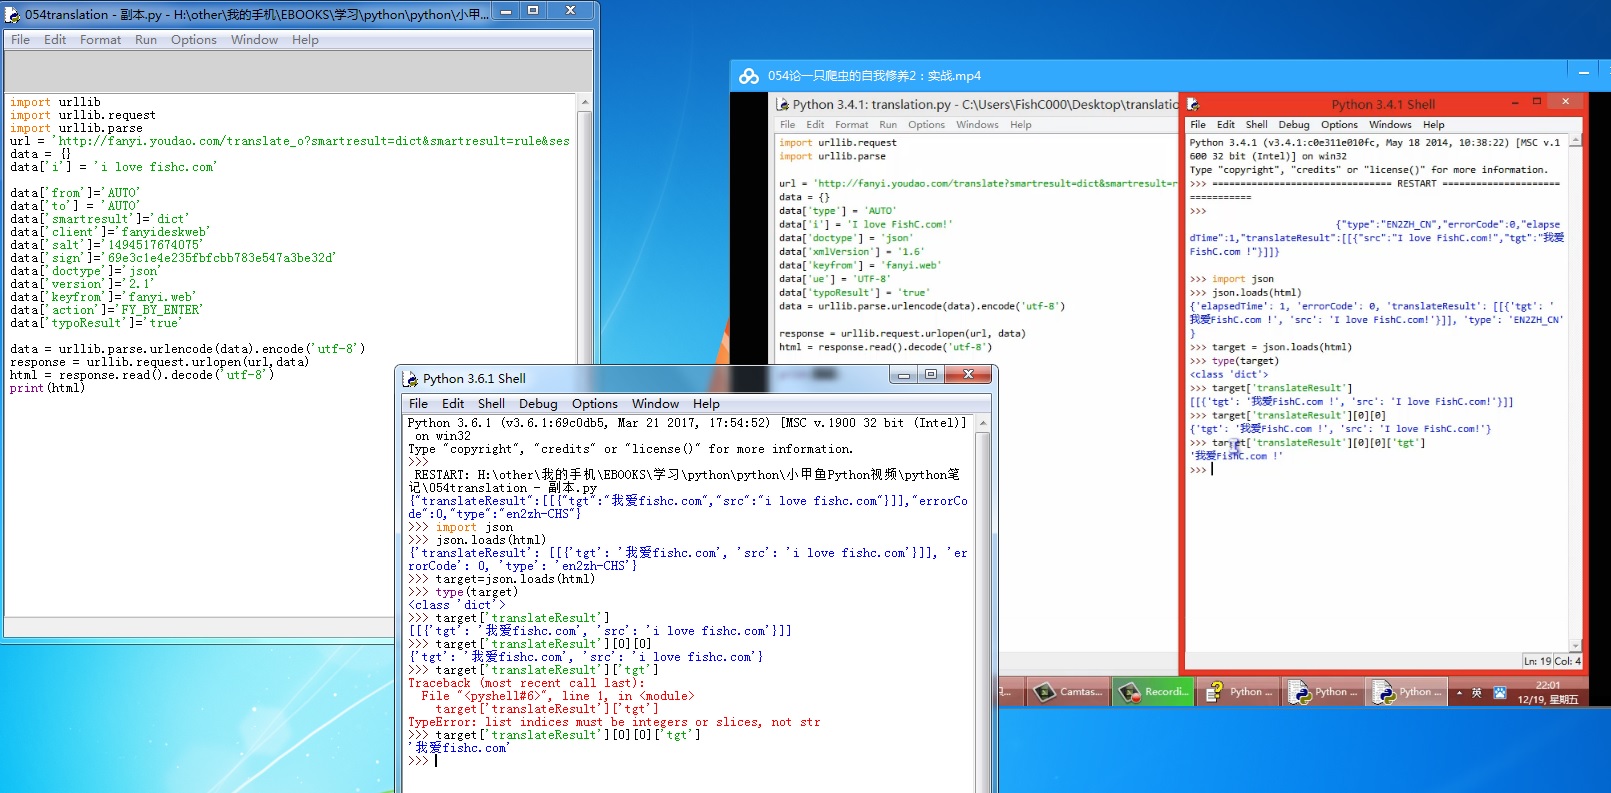 054translation - 副本.py - H:\other\我的手机\EBOOKS\学习\python\python\小甲...
File Edit Format Run Options Window Help
import urllib
import urllib.request
import urllib.parse
url = 'http://fanyi.youdao.com/translate_o?smartresult=dict&smartresult=rule&ses
data = {}
data['i'] = 'i love fishc.com'
data['from']='AUTO'
data['to'] = 'AUTO'
data['smartresult']='dict'
data['client']='fanyideskweb'
data['salt']='1494517674075'
data['sign']='69e3c1e4e235fbfcbb783e547a3be32d'
data['doctype']='json'
data['version']='2.1'
data['keyfrom']='fanyi.web'
data['action']='FY_BY_ENTER'
data['typoResult']='true'
data = urllib.parse.urlencode(data).encode('utf-8')
response = urllib.request.urlopen(url,data)
html = response.read().decode('utf-8')
print(html)
Python 3.6.1 Shell
File Edit Shell Debug Options Window Help
Python 3.6.1 (v3.6.1:69c0db5, Mar 21 2017, 17:54:52) [MSC v.1900 32 bit (Intel)]
on win32
Type "copyright", "credits" or "license()" for more information.
>>>
RESTART: H:\other\我的手机\EBOOKS\学习\python\python\小甲鱼Python视频\python笔
记\054translation - 副本.py
{"translateResult":[[{"tgt":"我爱fishc.com","src":"i love fishc.com"}]],"errorCo
de":0,"type":"en2zh-CHS"}
>>> import json
>>> json.loads(html)
{'translateResult': [[{'tgt': '我爱fishc.com', 'src': 'i love fishc.com'}]], 'er
rorCode': 0, 'type': 'en2zh-CHS'}
>>> target=json.loads(html)
>>> type(target)
<class 'dict'>
>>> target['translateResult']
[[{'tgt': '我爱fishc.com', 'src': 'i love fishc.com'}]]
>>> target['translateResult'][0][0]
{'tgt': '我爱fishc.com', 'src': 'i love fishc.com'}
>>> target['translateResult']['tgt']
Traceback (most recent call last):
File "<pyshell#6>", line 1, in <module>
target['translateResult']['tgt']
TypeError: list indices must be integers or slices, not str
>>> target['translateResult'][0][0]['tgt']
'我爱fishc.com'
>>>
054论一只爬虫的自我修养2：实战.mp4
Python 3.4.1: translation.py - C:\Users\FishC000\Desktop\translatio
File Edit Format Run Options Windows Help
import urllib.request
import urllib.parse
url = 'http://fanyi.youdao.com/translate?smartresult=dict&smartresult=r
data = {}
data['type'] = 'AUTO'
data['i'] = 'I love FishC.com!'
data['doctype'] = 'json'
data['xmlVersion'] = '1.6'
data['keyfrom'] = 'fanyi.web'
data['ue'] = 'UTF-8'
data['typoResult'] = 'true'
data = urllib.parse.urlencode(data).encode('utf-8')
response = urllib.request.urlopen(url, data)
html = response.read().decode('utf-8')
Python 3.4.1 Shell
File Edit Shell Debug Options Windows Help
Python 3.4.1 (v3.4.1:c0e311e010fc, May 18 2014, 10:38:22) [MSC v.1
600 32 bit (Intel)] on win32
Type "copyright", "credits" or "license()" for more information.
>>> ================================ RESTART =====================
===========
>>>
{"type":"EN2ZH_CN","errorCode":0,"elapse
dTime":1,"translateResult":[[{"src":"I love FishC.com!","tgt":"我爱
FishC.com !"}]]}
>>> import json
>>> json.loads(html)
{'elapsedTime': 1, 'errorCode': 0, 'translateResult': [[{'tgt': '
我爱FishC.com !', 'src': 'I love FishC.com!'}]], 'type': 'EN2ZH_CN'
}
>>> target = json.loads(html)
>>> type(target)
<class 'dict'>
>>> target['translateResult']
[[{'tgt': '我爱FishC.com !', 'src': 'I love FishC.com!'}]]
>>> target['translateResult'][0][0]
{'tgt': '我爱FishC.com !', 'src': 'I love FishC.com!'}
>>> target['translateResult'][0][0]['tgt']
'我爱FishC.com !'
>>>
Ln: 19 Col: 4
Camtas... Recordi... Python ... Python ... Python ... 英 22:01
12/19, 星期五